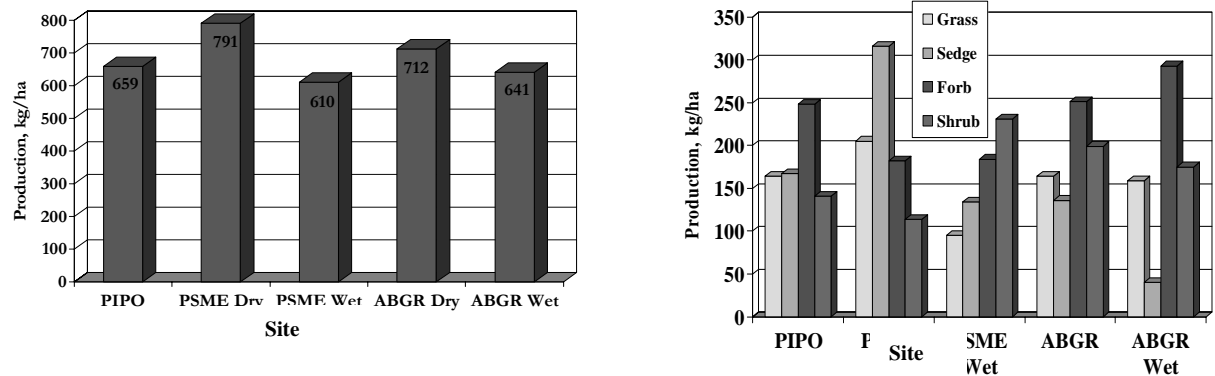 800
700
600
500
400
300
200
100
0
Production, kg/ha
659
791
610
712
641
PIPO PSME Dry PSME Wet ABGR Dry ABGR Wet
Site
350
300
250
200
150
100
50
0
Production, kg/ha
Grass
Sedge
Forb
Shrub
PIPO P SME ABGR ABGR
Site Wet Wet